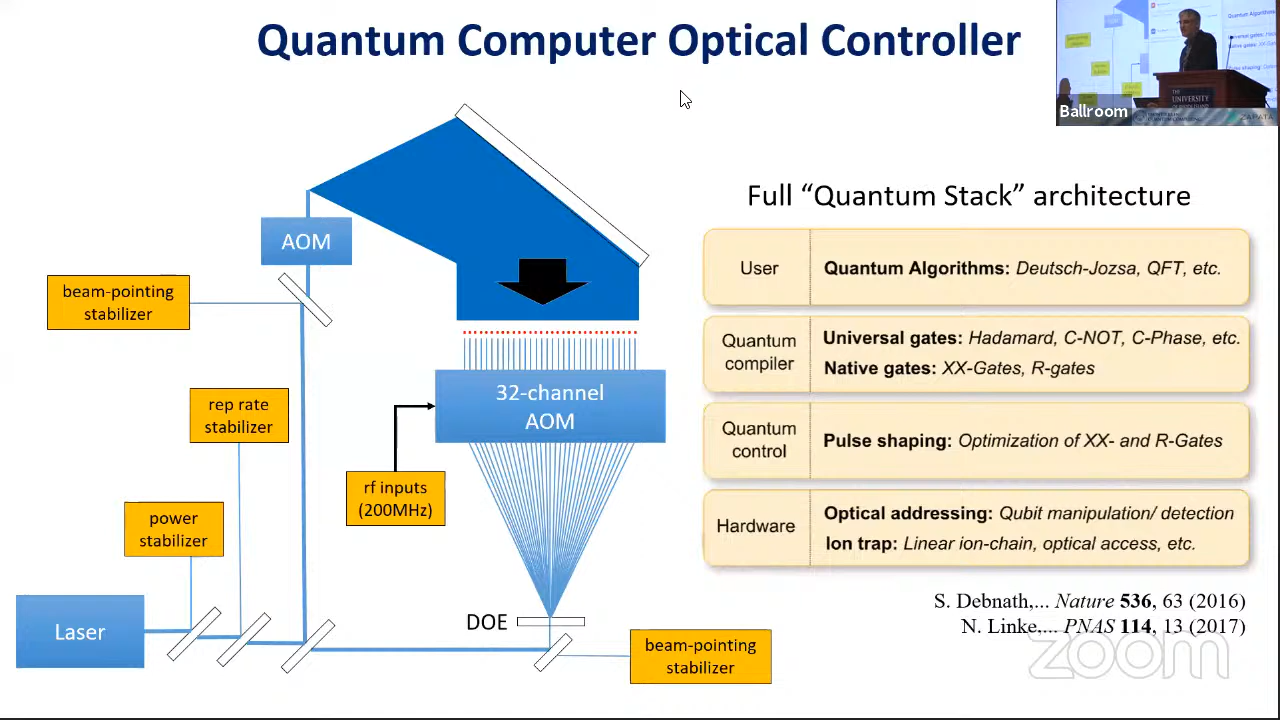 Quantum Computer Optical Controller
Ballroom
THE
UNIVERSITY
ZAPATA
Full “Quantum Stack” architecture
AOM
beam-pointing
stabilizer
rep rate
stabilizer
32-channel
AOM
rf inputs
(200MHz)
power
stabilizer
Laser
DOE
beam-pointing
stabilizer
User
Quantum Algorithms: Deutsch-Jozsa, QFT, etc.
Quantum
compiler
Universal gates: Hadamard, C-NOT, C-Phase, etc.
Native gates: XX-Gates, R-gates
Quantum
control
Pulse shaping: Optimization of XX- and R-Gates
Hardware
Optical addressing: Qubit manipulation/ detection
Ion trap: Linear ion-chain, optical access, etc.
S. Debnath,... Nature 536, 63 (2016)
N. Linke,... PNAS 114, 13 (2017)
zoom